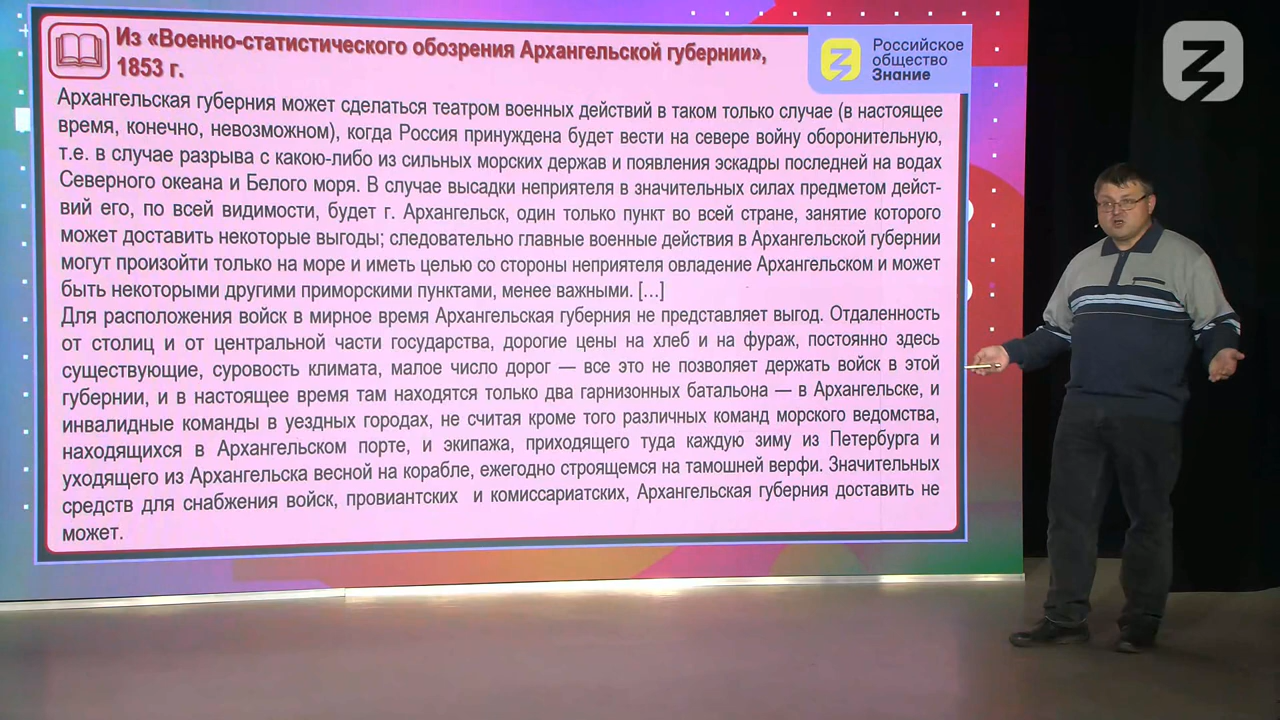 Из «Военно-статистического обозрения Архангельской губернии»,
1853 г.
Российское
общество
Знание
Архангельская губерния может сделаться театром военных действий в таком только случае (в настоящее
время, конечно, невозможном), когда Россия принуждена будет вести на севере войну оборонительную,
т.е. в случае разрыва с какою-либо из сильных морских держав и появления эскадры последней на водах
Северного океана и Белого моря. В случае высадки неприятеля в значительных силах предметом дейст-
вий его, по всей видимости, будет г. Архангельск, один только пункт во всей стране, занятие которого
может доставить некоторые выгоды; следовательно главные военные действия в Архангельской губернии
могут произойти только на море и иметь целью со стороны неприятеля овладение Архангельском и может
быть некоторыми другими приморскими пунктами, менее важными. [...]
Для расположения войск в мирное время Архангельская губерния не представляет выгод. Отдаленность
от столиц и от центральной части государства, дорогие цены на хлеб и на фураж, постоянно здесь
существующие, суровость климата, малое число дорог — все это не позволяет держать войск в этой
губернии, и в настоящее время там находятся только два гарнизонных батальона — в Архангельске, и
инвалидные команды в уездных городах, не считая кроме того различных команд морского ведомства,
находящихся в Архангельском порте, и экипажа, приходящего туда каждую зиму из Петербурга и
уходящего из Архангельска весной на корабле, ежегодно строящемся на тамошней верфи. Значительных
средств для снабжения войск, провиантских и комиссариатских, Архангельская губерния доставить не
может.